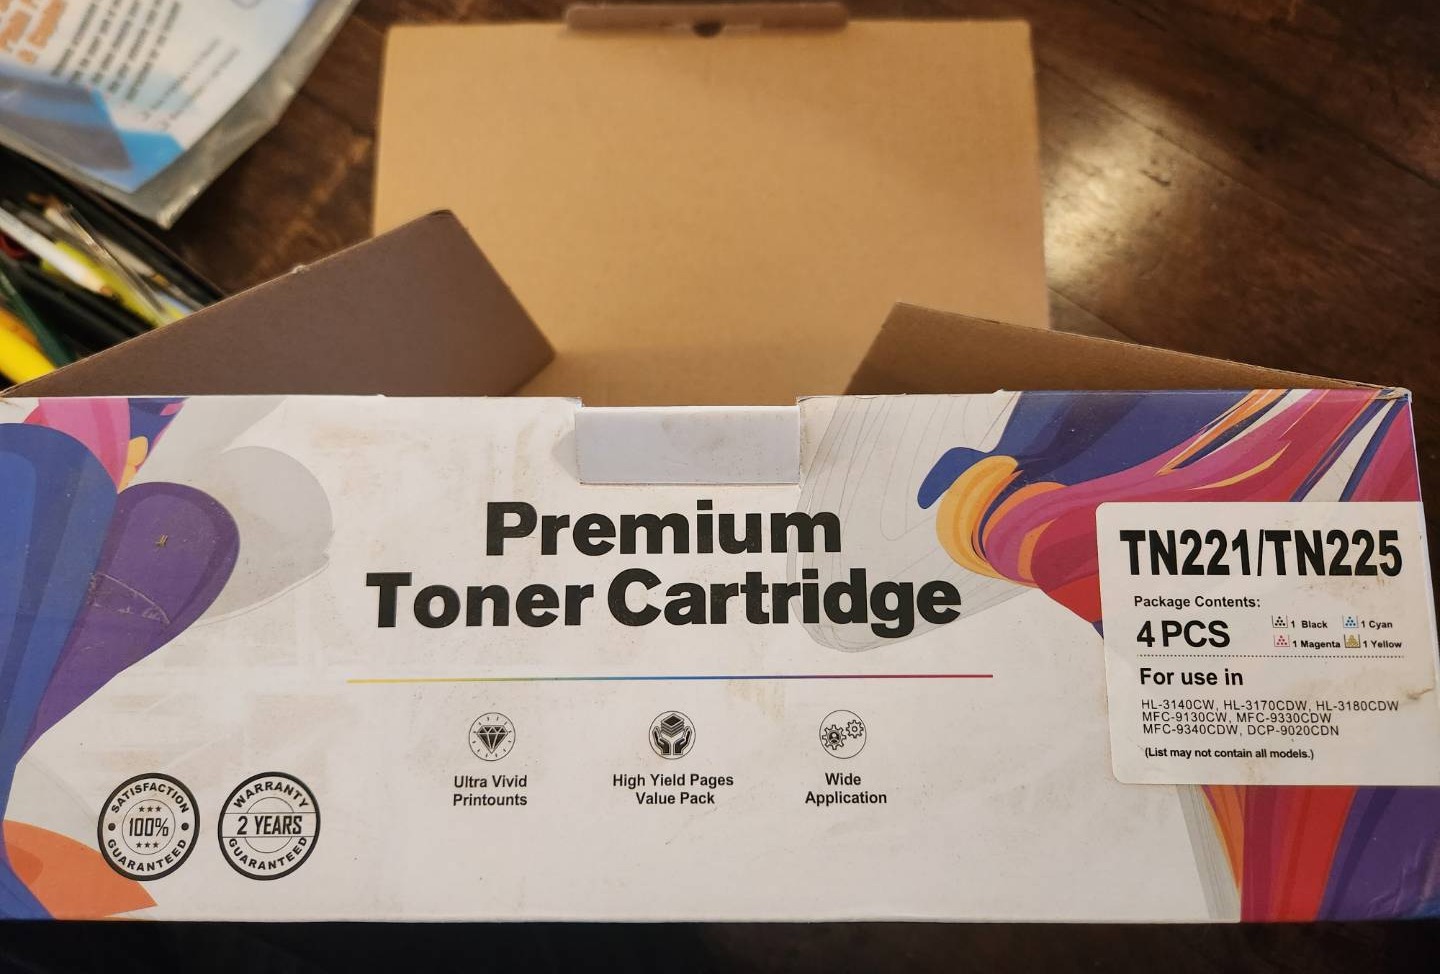 Premium
Toner Cartridge
Ultra Vivid
Printounts
High Yield Pages
Value Pack
Wide
Application
SATISFACTION
100%
GUARANTEED
WARRANTY
2 YEARS
GUARANTEED
TN221/TN225
Package Contents:
4 PCS
1 Black
1 Cyan
1 Magenta
1 Yellow
For use in
HL-3140CW, HL-3170CDW, HL-3180CDW
MFC-9130CW, MFC-9330CDW
MFC-9340CDW, DCP-9020CDN
(List may not contain all models.)